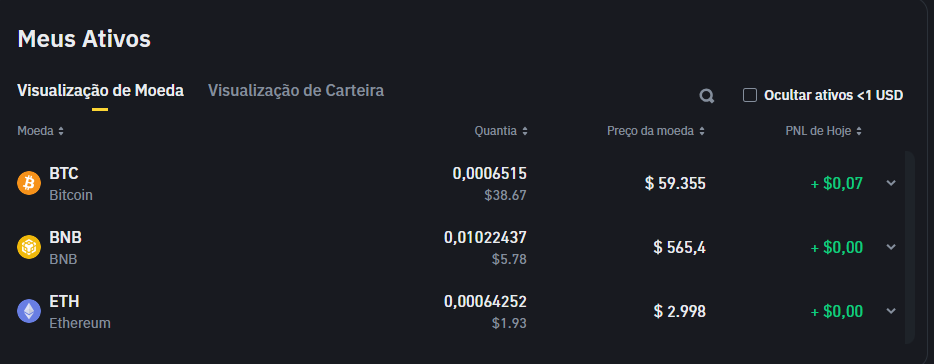 Meus Ativos
Visualização de Moeda Visualização de Carteira Ocultar ativos <1 USD
Moeda Quantia Preço da moeda PNL de Hoje
BTC 0,0006515
Bitcoin $38.67 $ 59.355 + $0,07
BNB 0,01022437
BNB $5.78 $ 565,4 + $0,00
ETH 0,00064252
Ethereum $1.93 $ 2.998 + $0,00